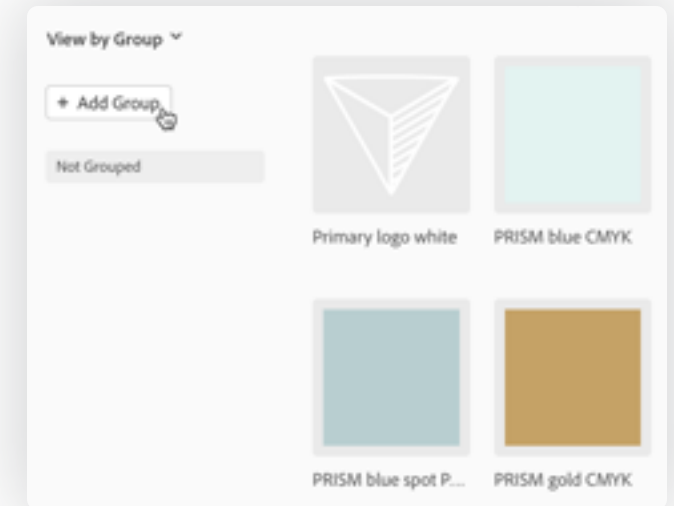 View by Group
+ Add Group
Not Grouped
Primary logo white
PRISM blue CMYK
PRISM blue spot P...
PRISM gold CMYK